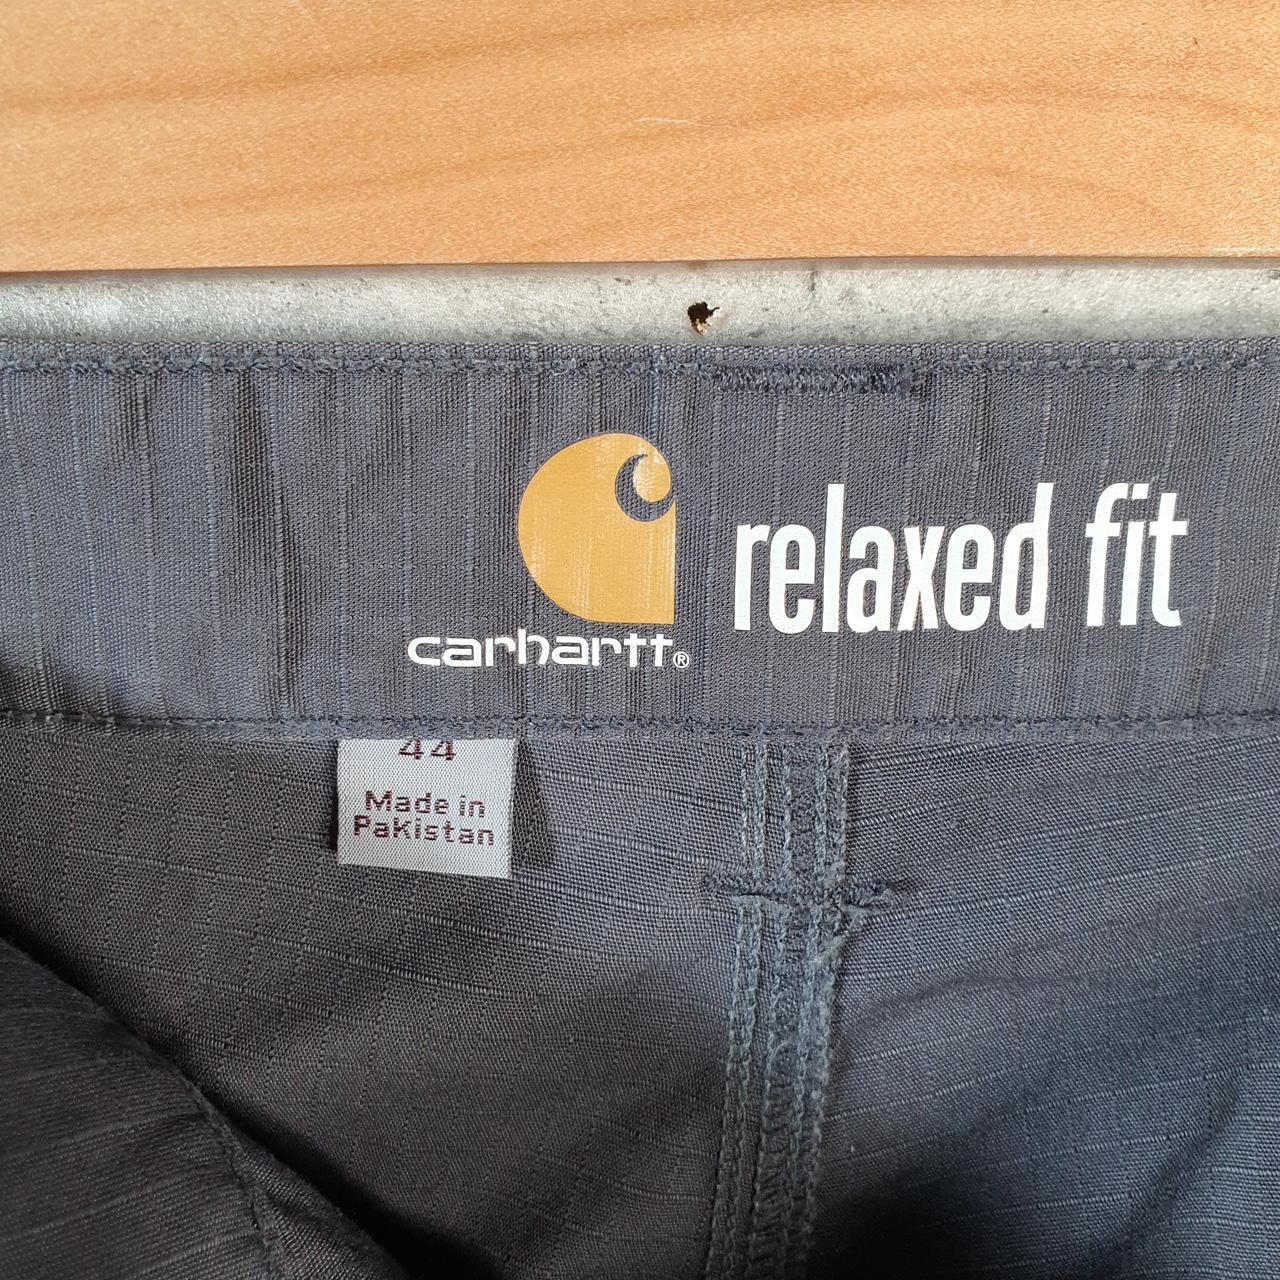 relaxed fit
carhartt®
44
Made in
Pakistan